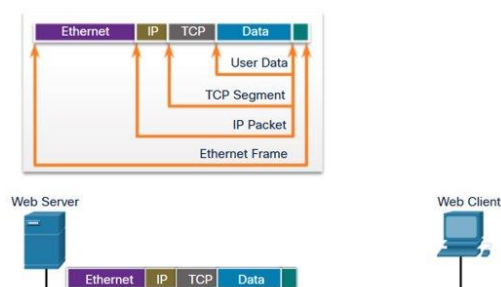 Ethernet IP TCP Data
User Data
TCP Segment
IP Packet
Ethernet Frame
Web Server Web Client
Ethernet IP TCP Data